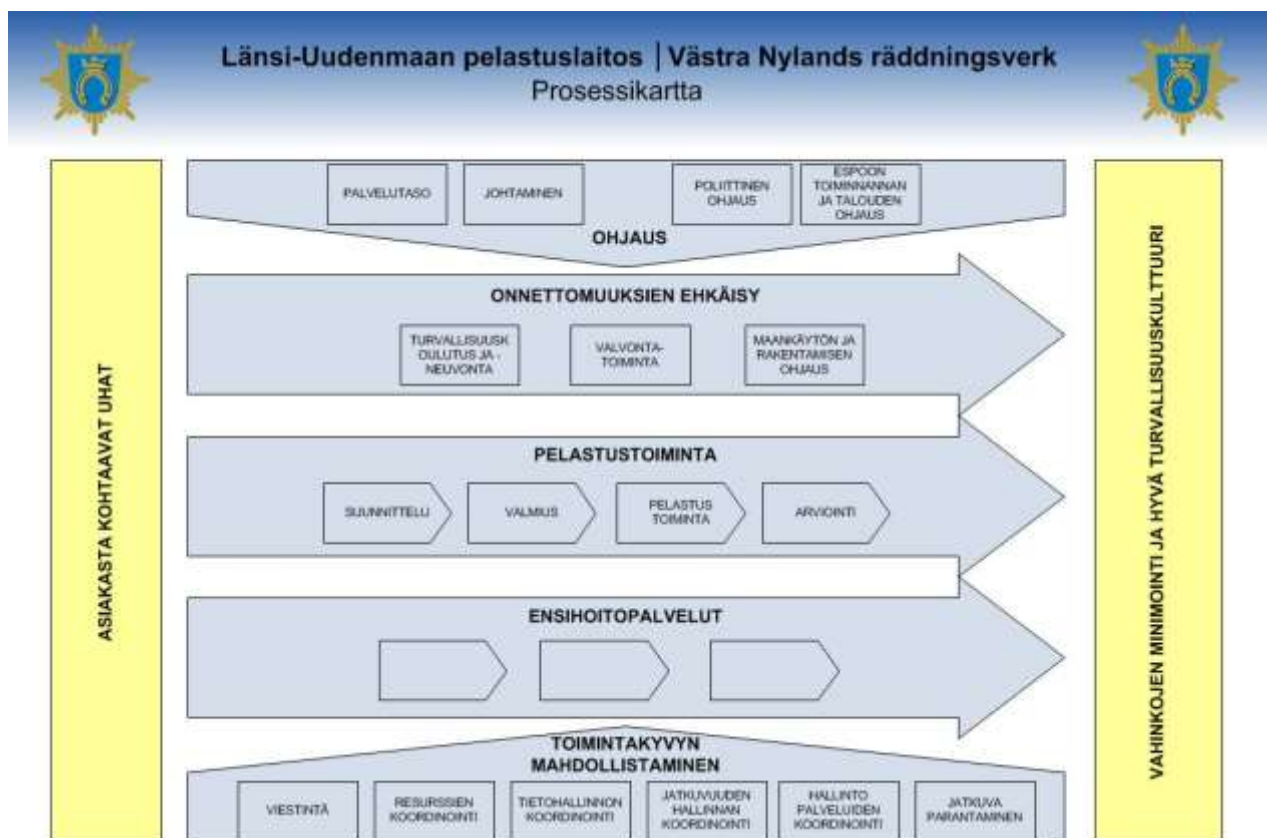 Länsi-Uudenmaan pelastuslaitos | Västra Nylands räddningsverk
Prosessikartta
ASIAKASTA KOHTAAVAT UHAT
PALVELUTASO
JOHTAMINEN
POLIITTINEN
OHJAUS
ESPOON
TOIMINNANNAN
JA TALOUDEN
OHJAUS
OHJAUS
ONNETTOMUUKSIEN EHKÄISY
TURVALLISUUSK
OULUTUS JA -
NEUVONTA
VALVONTA-
TOIMINTA
MAANKÄYTÖN JA
RAKENTAMISEN
OHJAUS
PELASTUSTOIMINTA
SUUNNITTELU
VALMIUS
PELASTUS
TOIMINTA
ARVIOINTI
ENSIHOITOPALVELUT
TOIMINTAKYVYN
MAHDOLLISTAMINEN
VIESTINTÄ
RESURSSIEN
KOORDINOINTI
TIETOHALLINNON
KOORDINOINTI
JATKUVUUDEN
HALLINNAN
KOORDINOINTI
HALLINTO
PALVELUIDEN
KOORDINOINTI
JATKUVA
PARANTAMINEN
VAHINKOJEN MINIMOINTI JA HYVÄ TURVALLISUUSKULTTUURI